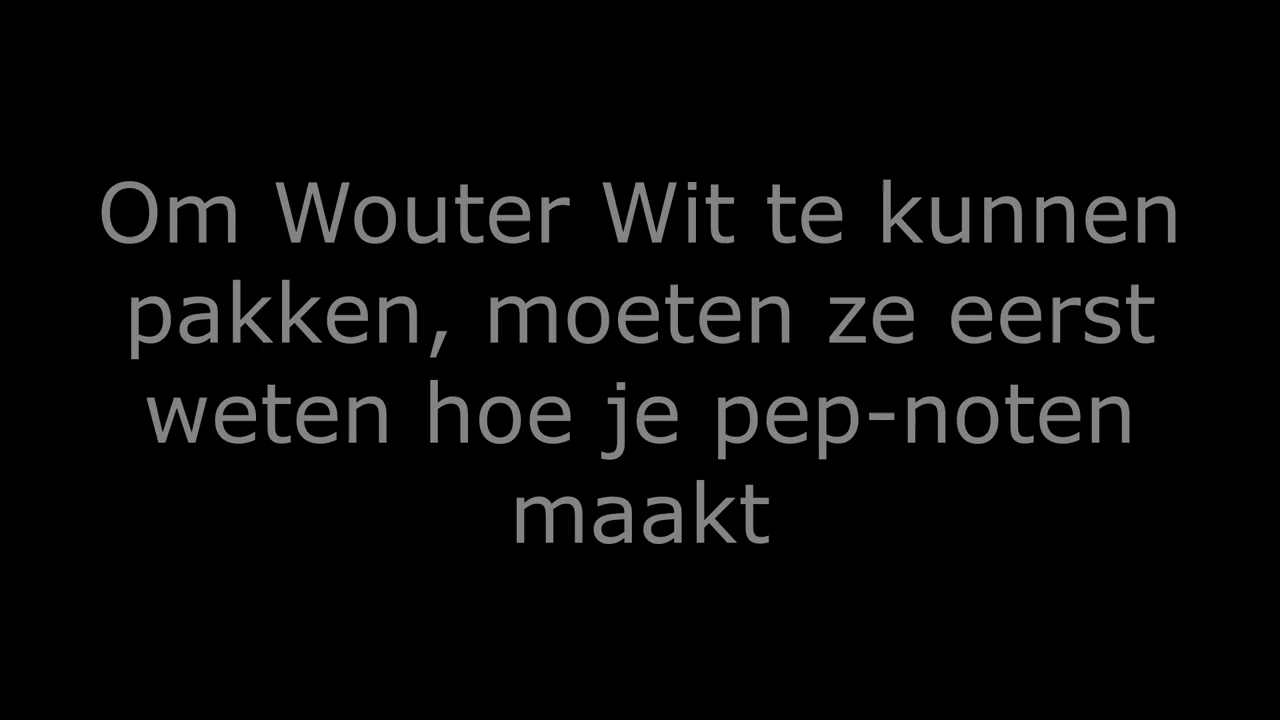 Om Wouter Wit te kunnen
pakken, moeten ze eerst
weten hoe je pep-noten
maakt